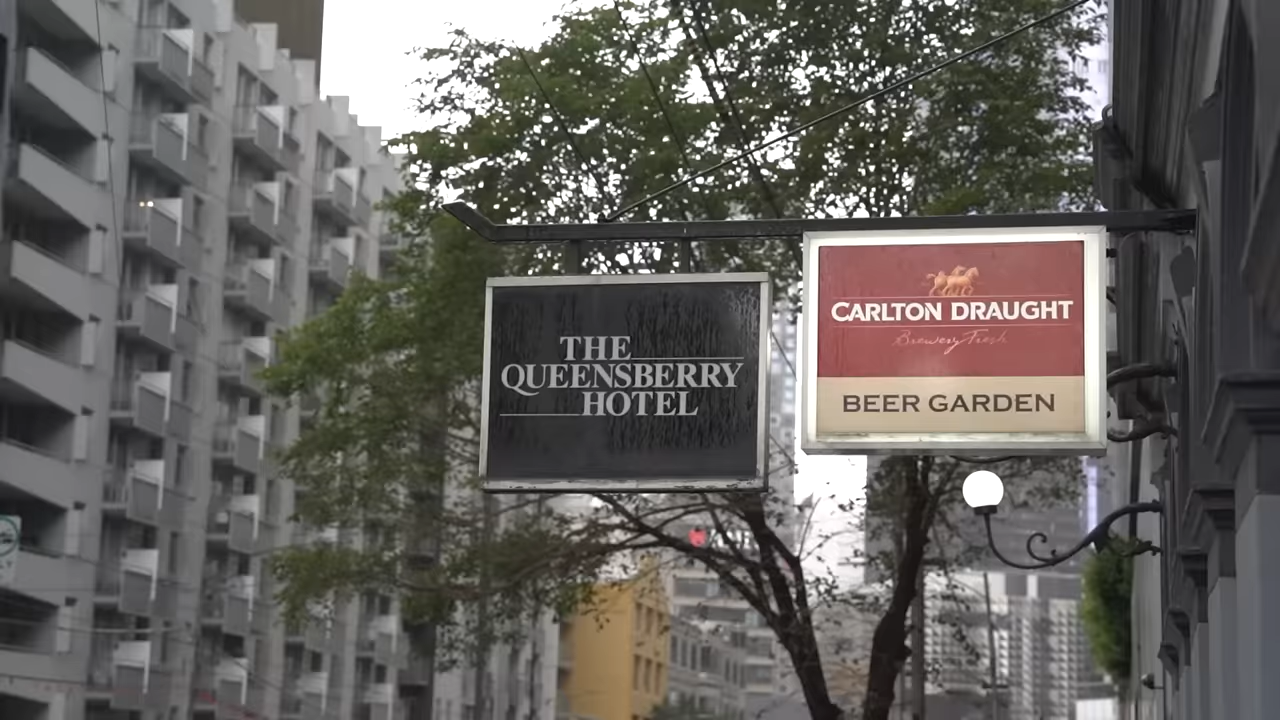 THE
QUEENSBERRY
HOTEL
CARLTON DRAUGHT
Brewery Fresh
BEER GARDEN